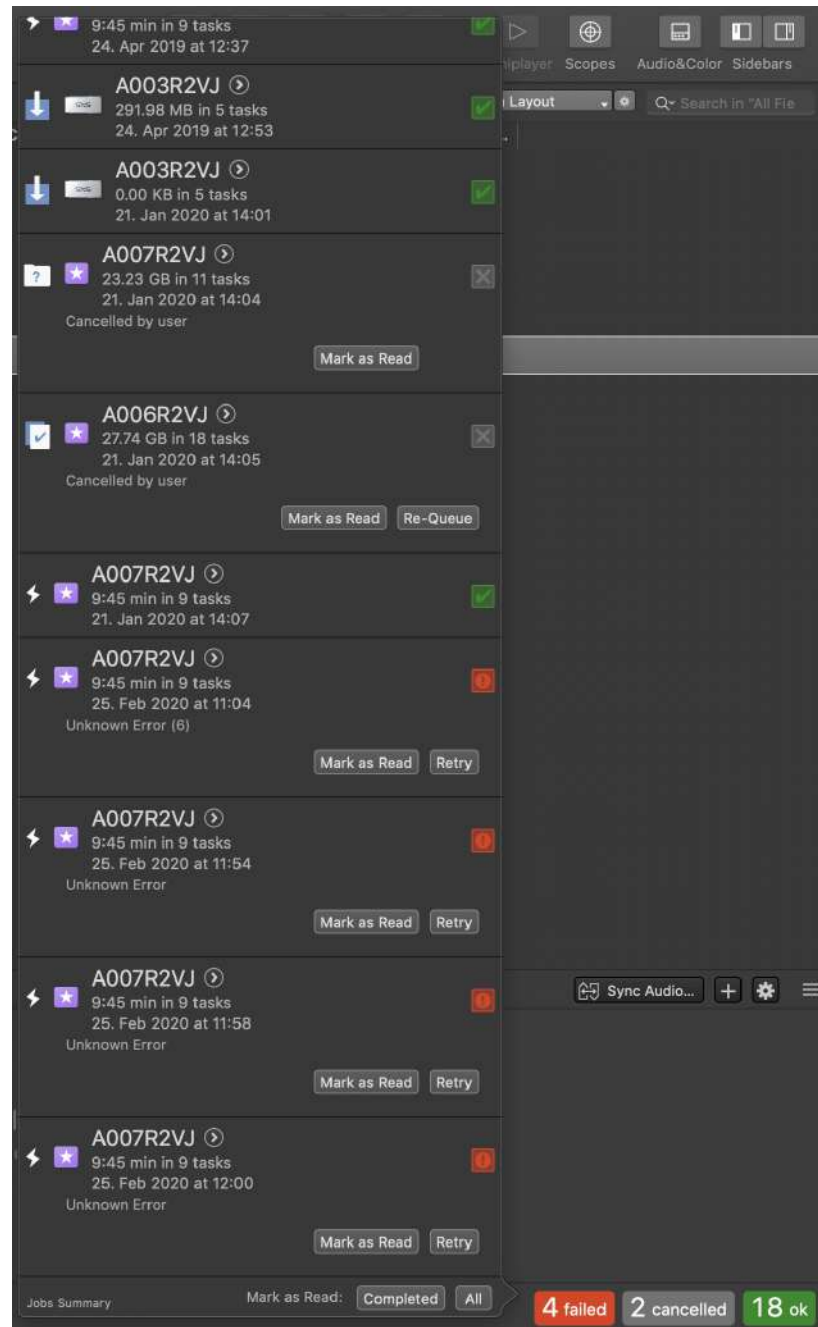 9:45 min in 9 tasks
24. Apr 2019 at 12:37
A003R2VJ
291.98 MB in 5 tasks
24. Apr 2019 at 12:53
A003R2VJ
0.00 KB in 5 tasks
21. Jan 2020 at 14:01
A007R2VJ
23.23 GB in 11 tasks
21. Jan 2020 at 14:04
Cancelled by user
Mark as Read
A006R2VJ
27.74 GB in 18 tasks
21. Jan 2020 at 14:05
Cancelled by user
Mark as Read Re-Queue
A007R2VJ
9:45 min in 9 tasks
21. Jan 2020 at 14:07
A007R2VJ
9:45 min in 9 tasks
25. Feb 2020 at 11:04
Unknown Error (6)
Mark as Read Retry
A007R2VJ
9:45 min in 9 tasks
25. Feb 2020 at 11:54
Unknown Error
Mark as Read Retry
A007R2VJ
9:45 min in 9 tasks
25. Feb 2020 at 11:58
Unknown Error
Mark as Read Retry
A007R2VJ
9:45 min in 9 tasks
25. Feb 2020 at 12:00
Unknown Error
Mark as Read Retry
Jobs Summary Mark as Read: Completed All
Scopes Audio&Color Sidebars
Layout Search in "All Fie
Sync Audio...
4 failed 2 cancelled 18 ok